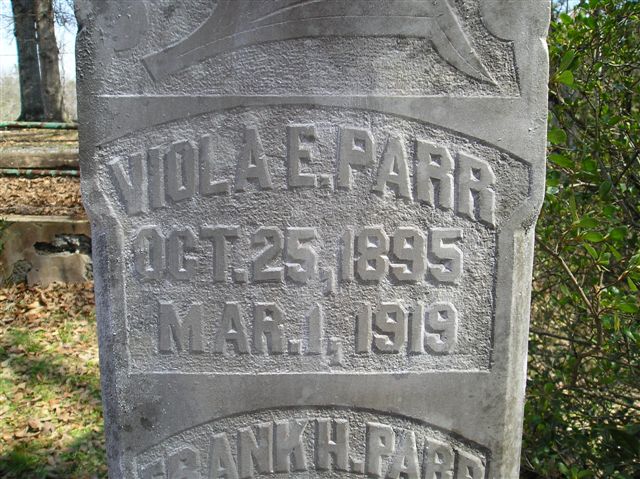 VIOLA E. PARR
OCT. 25, 1895
MAR. 1, 1919
FRANK H. PARR